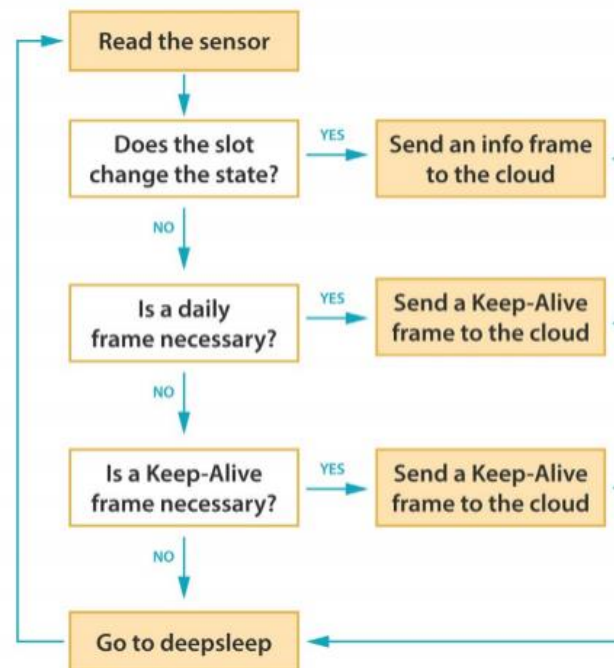 Read the sensor
Does the slot
change the state?
YES
Send an info frame
to the cloud
NO
Is a daily
frame necessary?
YES
Send a Keep-Alive
frame to the cloud
NO
Is a Keep-Alive
frame necessary?
YES
Send a Keep-Alive
frame to the cloud
NO
Go to deepsleep